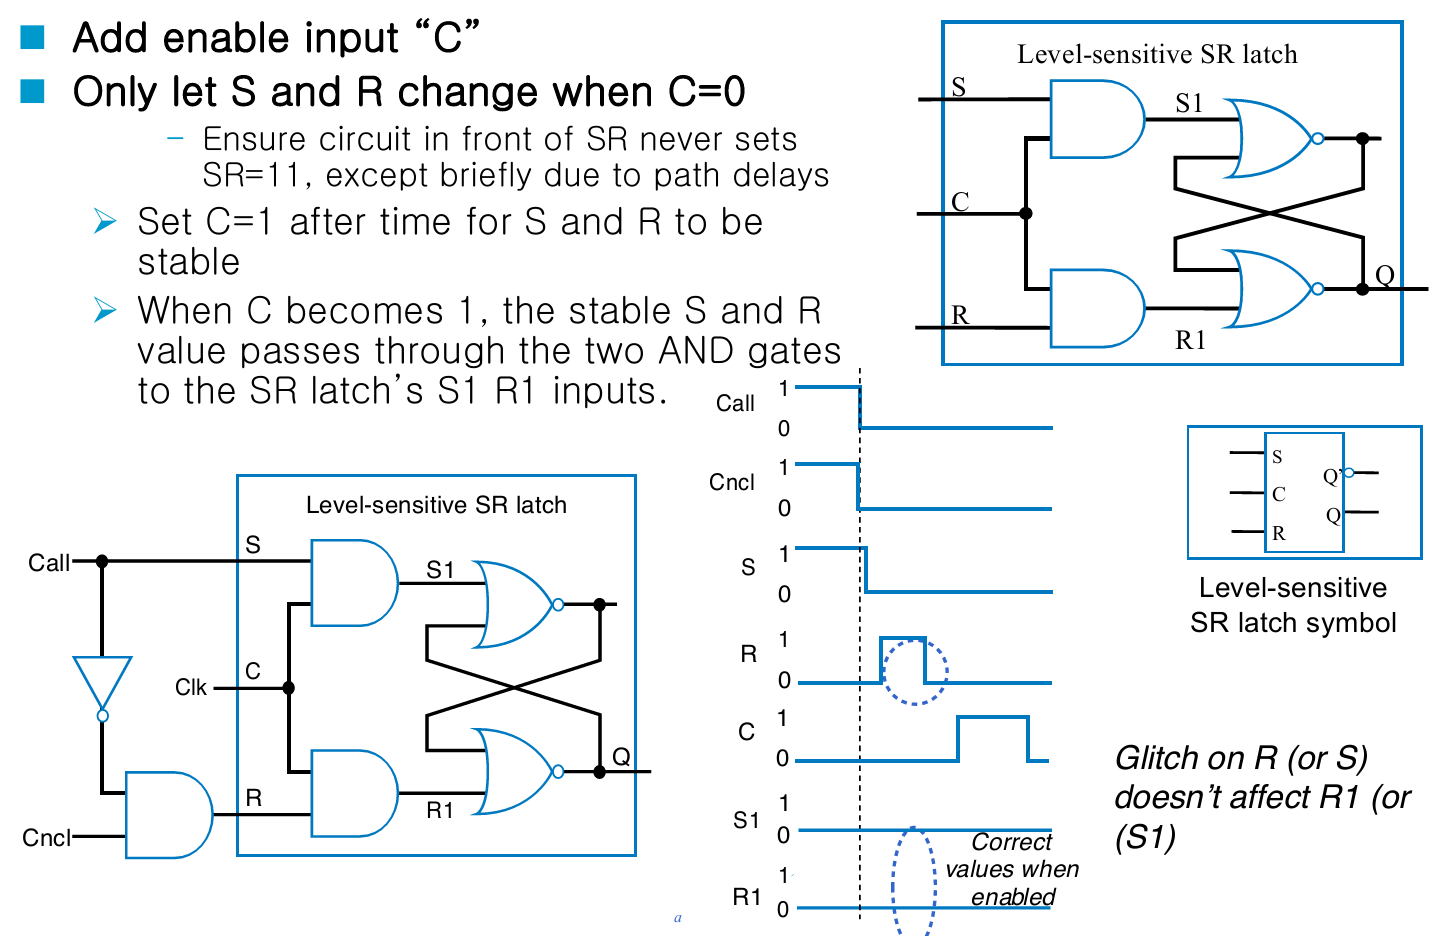 Add enable input “C”
Only let S and R change when C=0
– Ensure circuit in front of SR never sets
SR=11, except briefly due to path delays
Set C=1 after time for S and R to be
stable
When C becomes 1, the stable S and R
value passes through the two AND gates
to the SR latch’s S1 R1 inputs.
Level-sensitive SR latch
S
S1
C
Q
R
R1
Call
1
0
Cncl
1
0
S
1
0
R
1
0
C
1
0
S1
1
0
R1
1
0
Correct
values when
enabled
S
Q’
C
Q
R
Level-sensitive
SR latch symbol
Glitch on R (or S)
doesn’t affect R1 (or
(S1)
Level-sensitive SR latch
Call
S
S1
Clk
C
Q
R
R1
Cncl
a